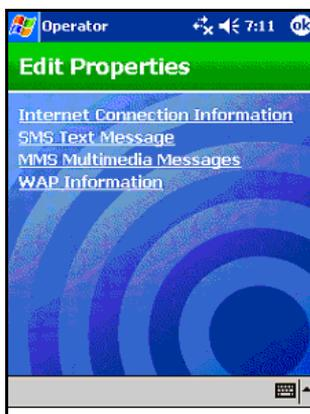 Operator 7:11 ok
Edit Properties
Internet Connection Information
SMS Text Message
MMS Multimedia Messages
WAP Information